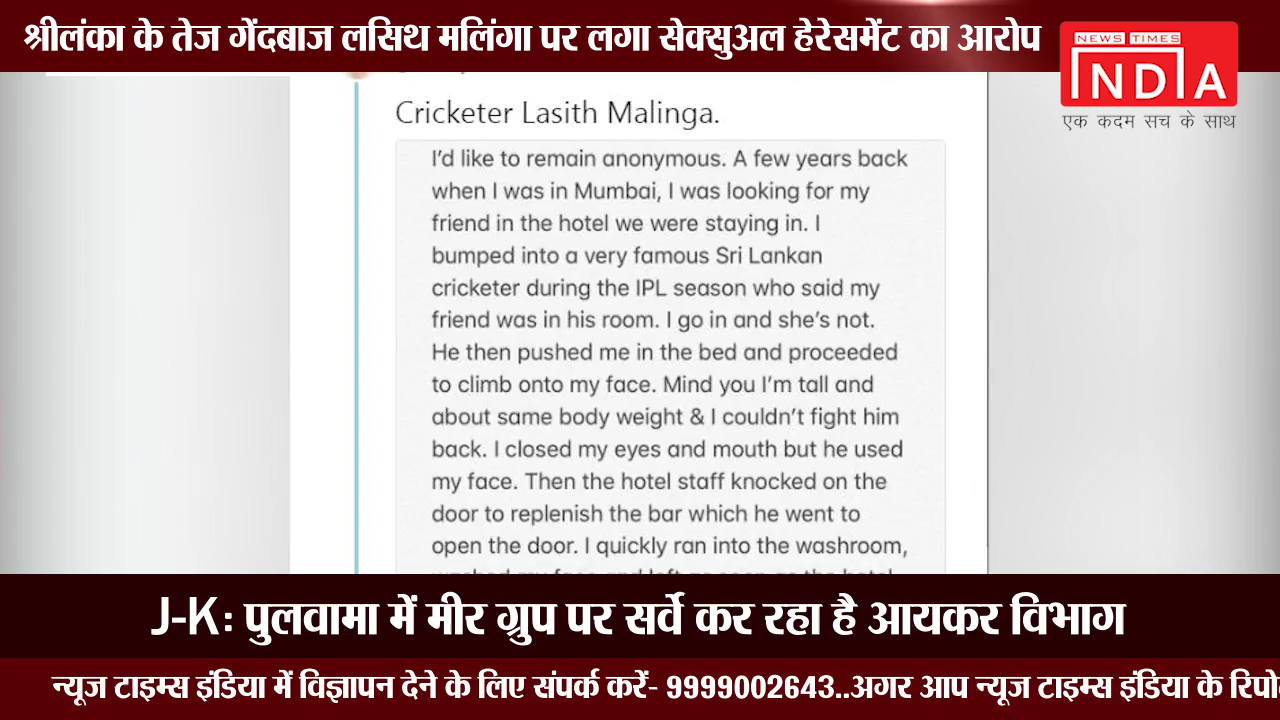 श्रीलंका के तेज गेंदबाज लसिथ मलिंगा पर लगा सेक्सुअल हेरेसमेंट का आरोप
NEWS TIMES
INDIA
एक कदम सच के साथ
Cricketer Lasith Malinga.
I'd like to remain anonymous. A few years back
when I was in Mumbai, I was looking for my
friend in the hotel we were staying in. I
bumped into a very famous Sri Lankan
cricketer during the IPL season who said my
friend was in his room. I go in and she's not.
He then pushed me in the bed and proceeded
to climb onto my face. Mind you I'm tall and
about same body weight & I couldn't fight him
back. I closed my eyes and mouth but he used
my face. Then the hotel staff knocked on the
door to replenish the bar which he went to
open the door. I quickly ran into the washroom,
J-K: पुलवामा में मीर ग्रुप पर सर्वे कर रहा है आयकर विभाग
न्यूज टाइम्स इंडिया में विज्ञापन देने के लिए संपर्क करें- 9999002643..अगर आप न्यूज टाइम्स इंडिया के